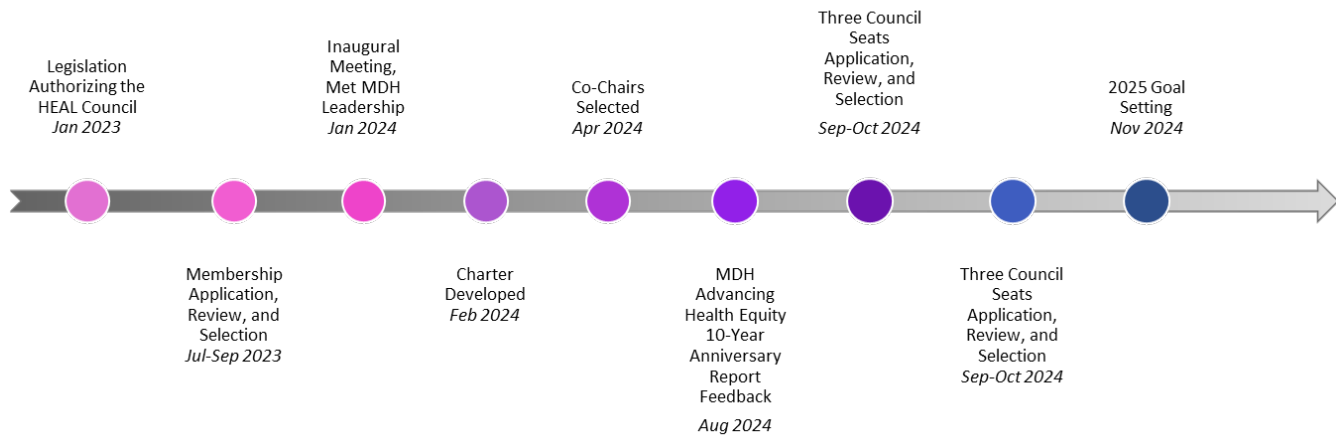 Legislation
Authorizing the
HEAL Council
Jan 2023
Membership
Application,
Review, and
Selection
Jul-Sep 2023
Inaugural
Meeting,
Met MDH
Leadership
Jan 2024
Charter
Developed
Feb 2024
Co-Chairs
Selected
Apr 2024
MDH
Advancing
Health Equity
10-Year
Anniversary
Report
Feedback
Aug 2024
Three Council
Seats
Application,
Review, and
Selection
Sep-Oct 2024
Three Council
Seats
Application,
Review, and
Selection
Sep-Oct 2024
2025 Goal
Setting
Nov 2024